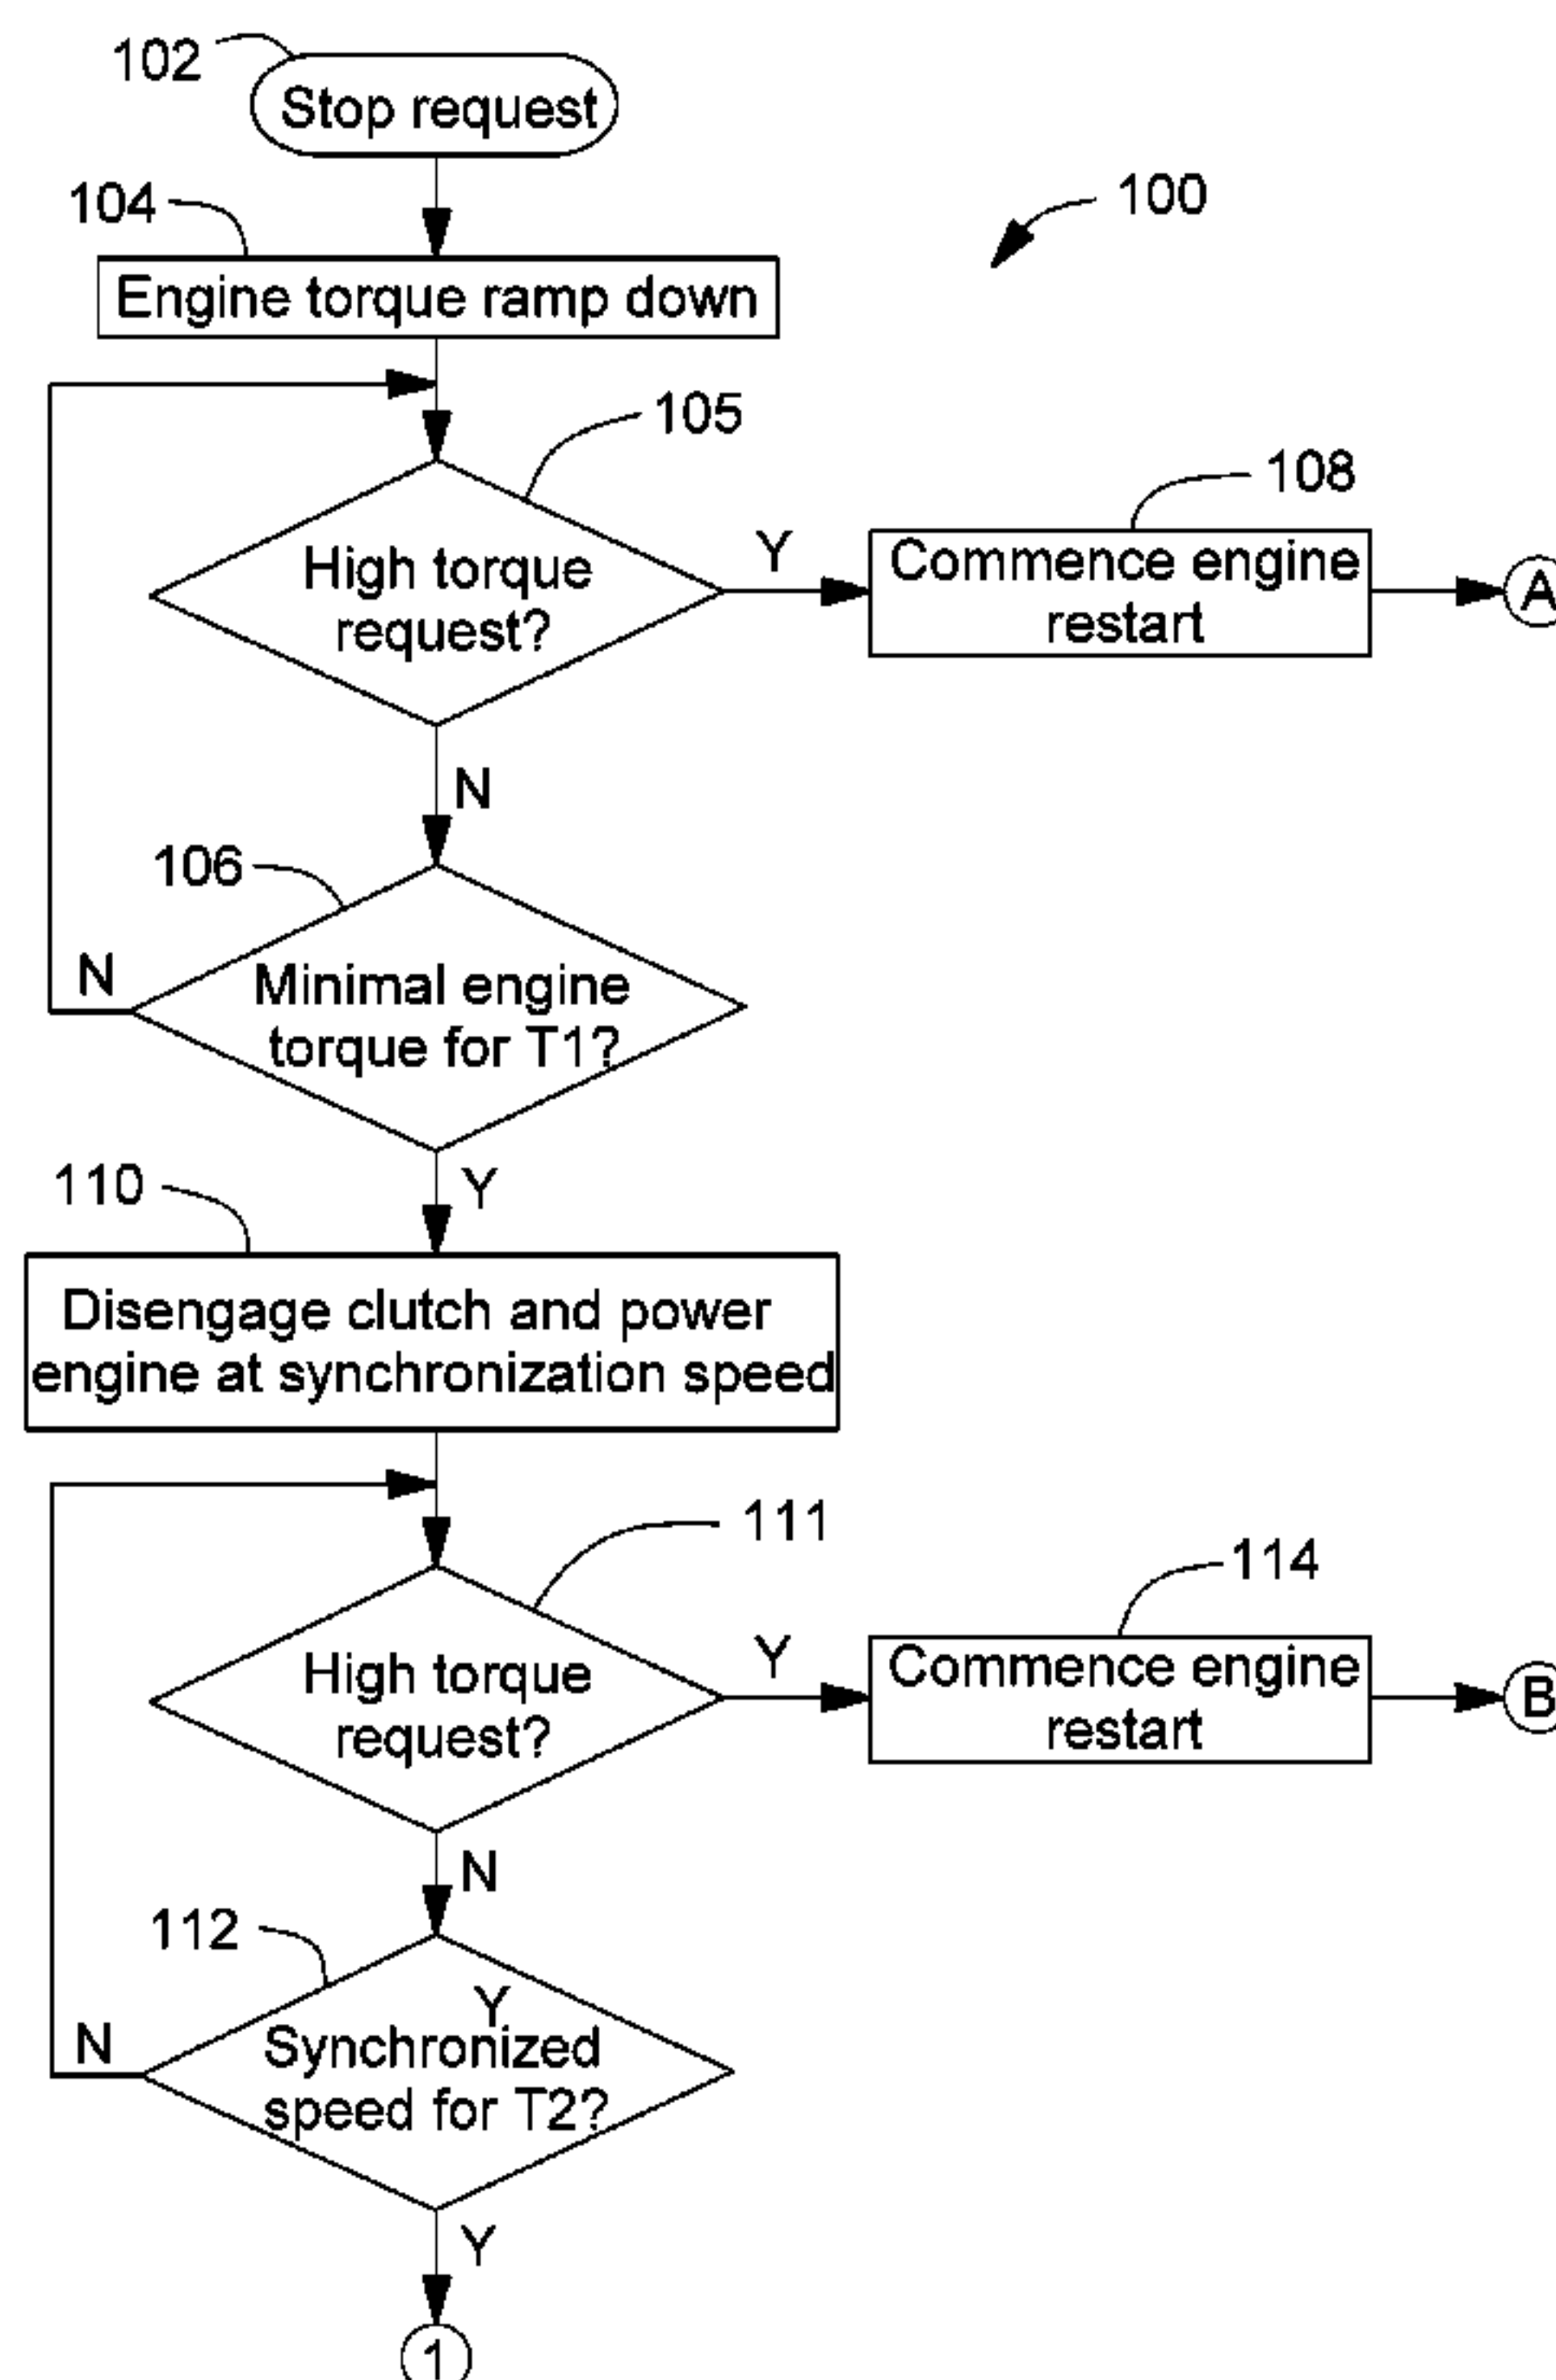 102
Stop request
100
104
Engine torque ramp down
105
108
High torque
request?
Y
Commence engine
restart
A
N
106
N
Minimal engine
torque for T1?
Y
110
Disengage clutch and power
engine at synchronization speed
111
114
High torque
request?
Y
Commence engine
restart
B
N
112
Y
N
Synchronized
speed for T2?
Y
1